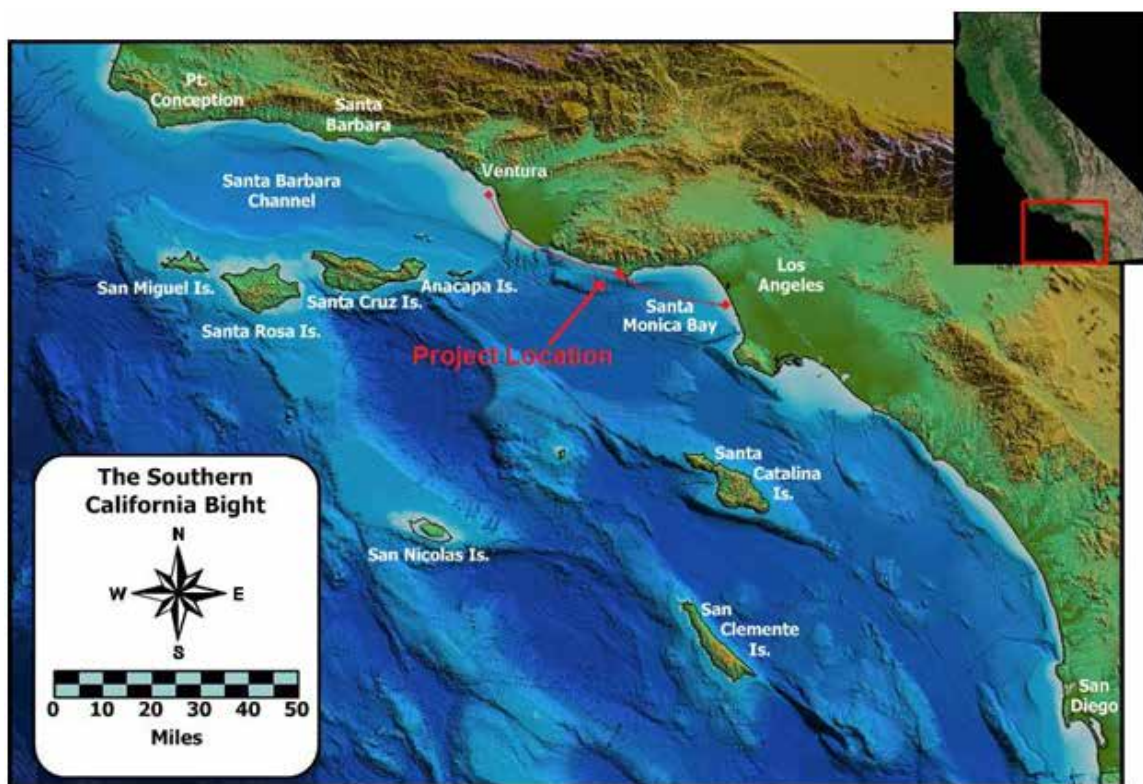 Pt.
Conception
Santa
Barbara
Ventura
Santa Barbara
Channel
San Miguel Is.
Santa Cruz Is.
Anacapa Is.
Santa Rosa Is.
Los
Angeles
Santa
Monica Bay
Project Location
Santa
Catalina
Is.
San Nicolas Is.
San
Clemente
Is.
San
Diego
The Southern
California Bight
N
W
E
S
0 10 20 30 40 50
Miles